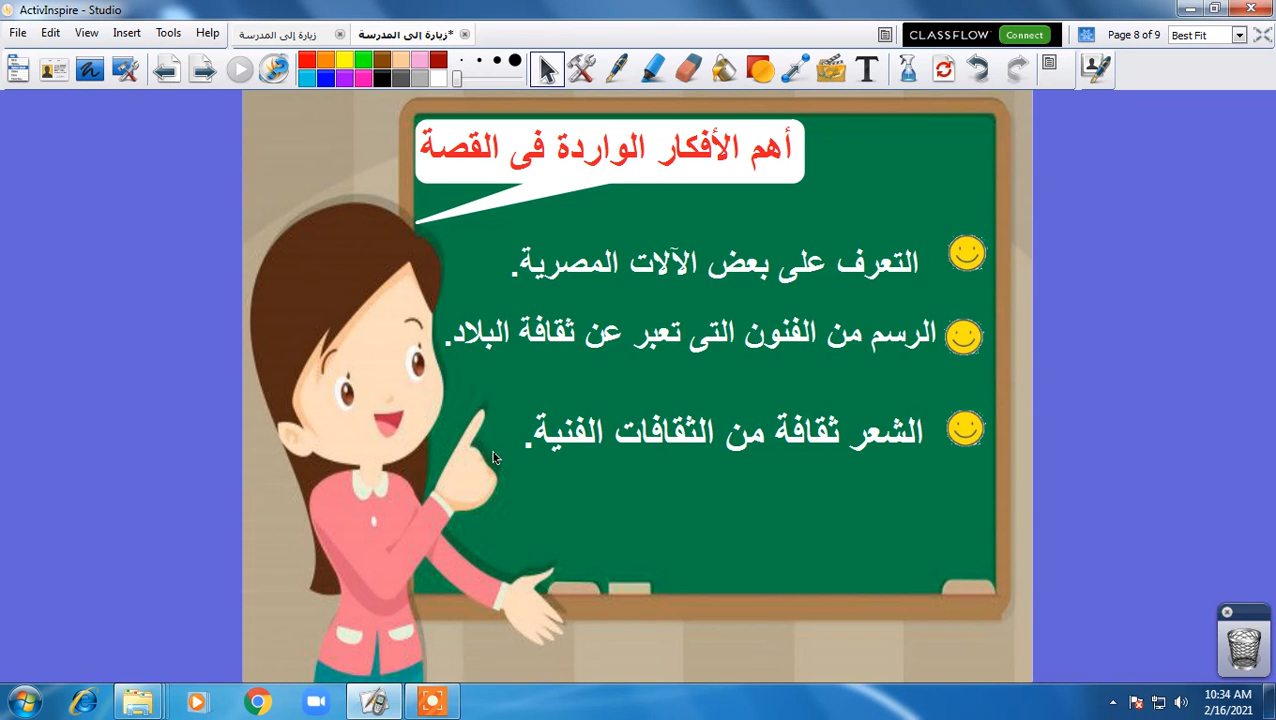 ActivInspire - Studio
File Edit View Insert Tools Help
زيارة إلى المدرسة
زيارة إلى المدرسة*
CLASSFLOW Connect
Page 8 of 9
Best Fit
أهم الأفكار الواردة فى القصة
التعرف على بعض الآلات المصرية.
الرسم من الفنون التى تعبر عن ثقافة البلاد.
الشعر ثقافة من الثقافات الفنية.
10:34 AM
2/16/2021